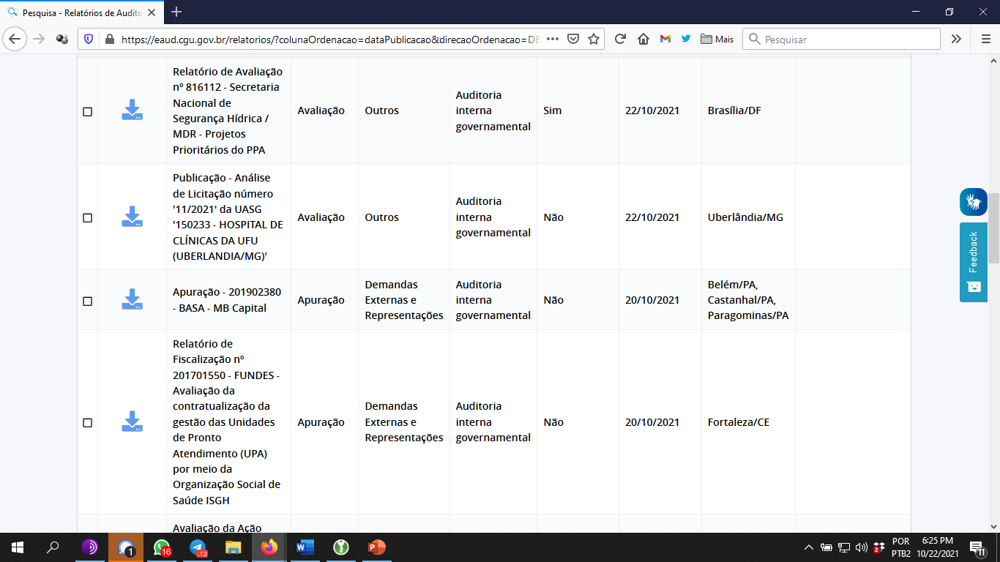 Pesquisa - Relatórios de Audito
https://eaud.cgu.gov.br/relatorios/?colunaOrdenacao=dataPublicacao&direcaoOrdenacao=DE
Mais
Pesquisar
Relatório de Avaliação
nº 816112 - Secretaria
Nacional de
Segurança Hídrica /
MDR - Projetos
Prioritários do PPA
Avaliação
Outros
Auditoria
interna
governamental
Sim
22/10/2021
Brasília/DF
Publicação - Análise
de Licitação número
'11/2021' da UASG
'150233 - HOSPITAL DE
CLÍNICAS DA UFU
(UBERLANDIA/MG)'
Avaliação
Outros
Auditoria
interna
governamental
Não
22/10/2021
Uberlândia/MG
Apuração - 201902380
- BASA - MB Capital
Apuração
Demandas
Externas e
Representações
Auditoria
interna
governamental
Não
20/10/2021
Belém/PA,
Castanhal/PA,
Paragominas/PA
Relatório de
Fiscalização nº
201701550 - FUNDES -
Avaliação da
contratualização da
gestão das Unidades
de Pronto
Atendimento (UPA)
por meio da
Organização Social de
Saúde ISGH
Apuração
Demandas
Externas e
Representações
Auditoria
interna
governamental
Não
20/10/2021
Fortaleza/CE
Avaliação da Ação
Feedback
1
16
..12
POR
PTB2
6:25 PM
10/22/2021
11